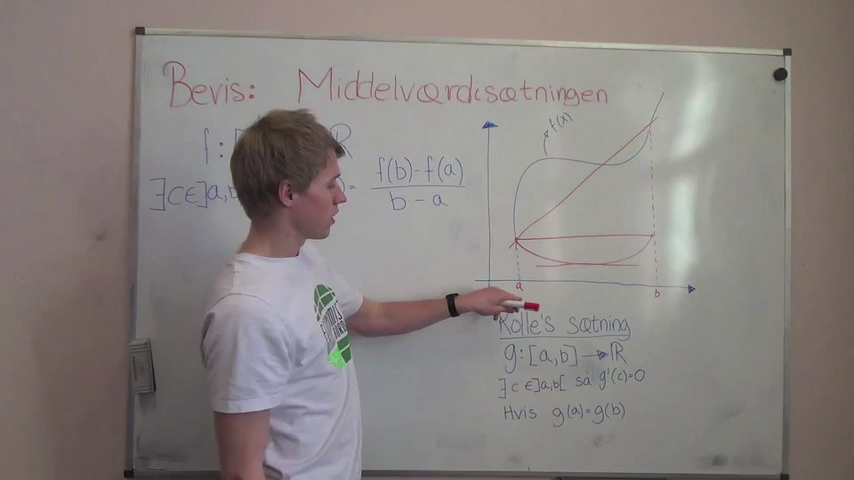 Bevis: Middelværdisætningen
f: ℝ
∃c∈]a,b = f(b)-f(a)
b-a
f(x)
a b
Rolle's sætning
g:[a,b]→ℝ
∃c∈]a,b[ så g'(c)=0
Hvis g(a)=g(b)